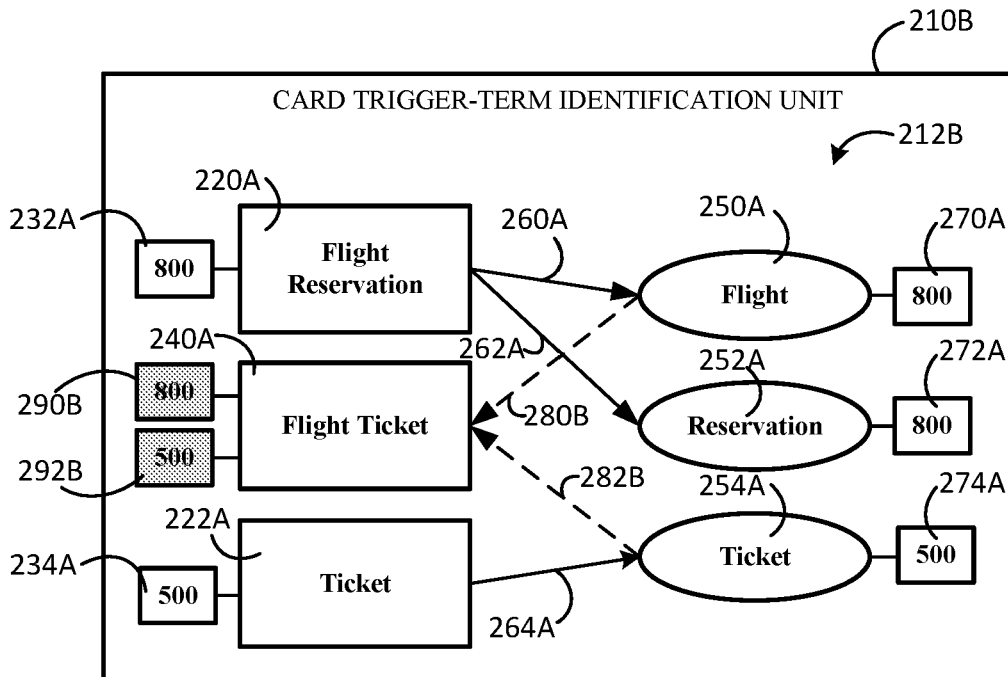 210B
CARD TRIGGER-TERM IDENTIFICATION UNIT
212B
220A
260A
250A
270A
232A
800
Flight
Reservation
Flight
800
240A
262A
252A
272A
290B
800
280B
Flight Ticket
Reservation
800
292B
500
282B
254A
274A
222A
234A
500
Ticket
Ticket
500
264A